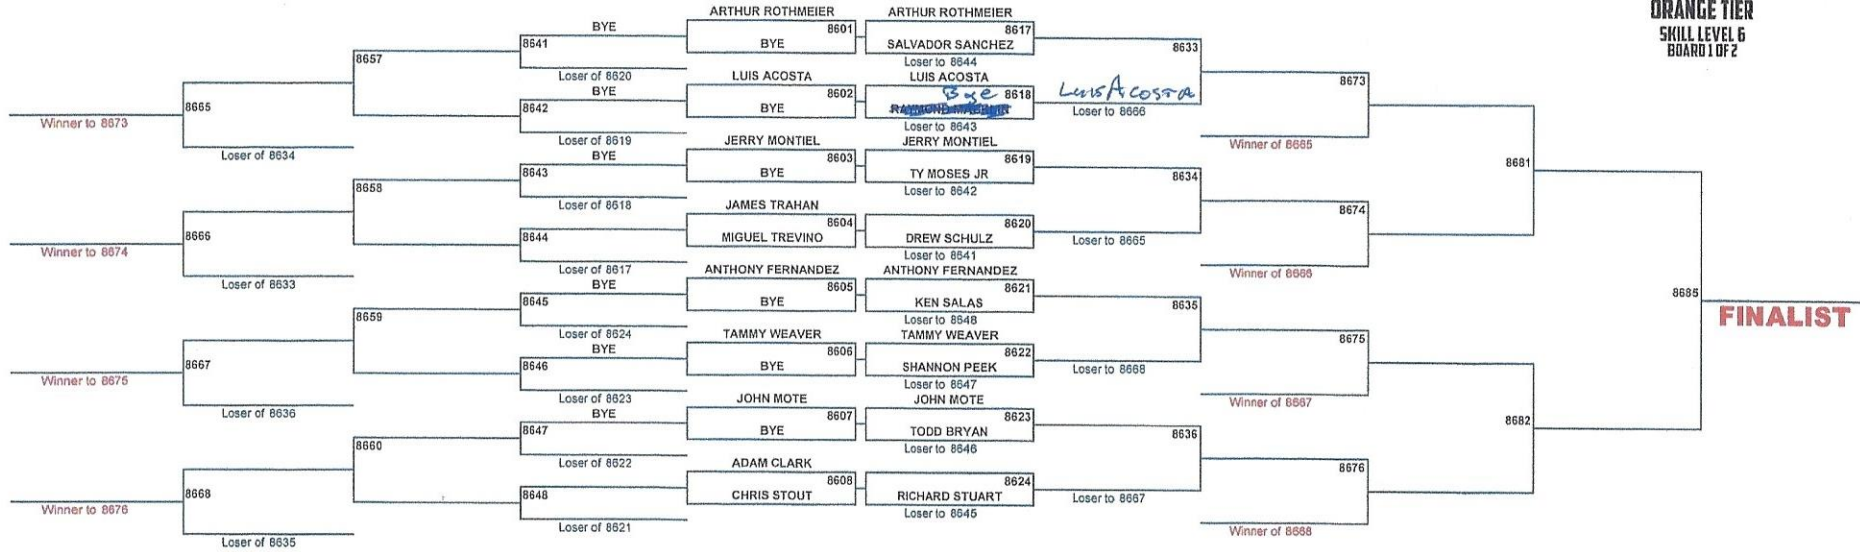 ORANGE TIER
SKILL LEVEL 6
BOARD 1 OF 2
ARTHUR ROTHMEIER ARTHUR ROTHMEIER
BYE 8601 8617
8641 BYE SALVADOR SANCHEZ 8633
8657 Loser of 8620 Loser to 8644
LUIS ACOSTA LUIS ACOSTA 8673
BYE 8602 Bye 8618 Luis Acosta
8665 8642 BYE Loser to 8666
Winner to 8673 Loser to 8643
Loser of 8634 Loser of 8619 JERRY MONTIEL JERRY MONTIEL Winner of 8665
BYE 8603 8619 8681
8643 BYE TY MOSES JR 8634
8658 Loser of 8618 Loser to 8642
JAMES TRAHAN 8674
8604 8620
8666 8644 MIGUEL TREVINO DREW SCHULZ Loser to 8665
Winner to 8674 Loser to 8641
Loser of 8633 Loser of 8617 ANTHONY FERNANDEZ ANTHONY FERNANDEZ Winner of 8666
BYE 8605 8621 8685
8645 BYE KEN SALAS 8635
8659 Loser of 8624 Loser to 8648 FINALIST
TAMMY WEAVER TAMMY WEAVER 8675
BYE 8606 8622
8667 8646 BYE SHANNON PEEK Loser to 8668
Winner to 8675 Loser to 8647
Loser of 8636 Loser of 8623 JOHN MOTE JOHN MOTE Winner of 8667
BYE 8607 8623 8682
8647 BYE TODD BRYAN 8636
8660 Loser of 8622 Loser to 8646
ADAM CLARK 8676
8608 8624
8668 8648 CHRIS STOUT RICHARD STUART Loser to 8667
Winner to 8676 Loser to 8645
Loser of 8635 Loser of 8621 Winner of 8668